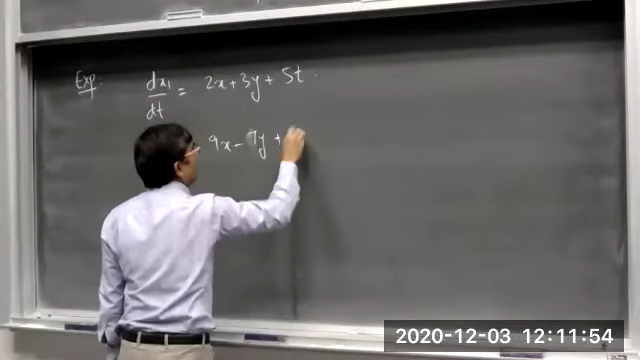 Exp: dx₁/dt = 2x + 3y + 5t
9x - 7y +
2020-12-03 12:11:54